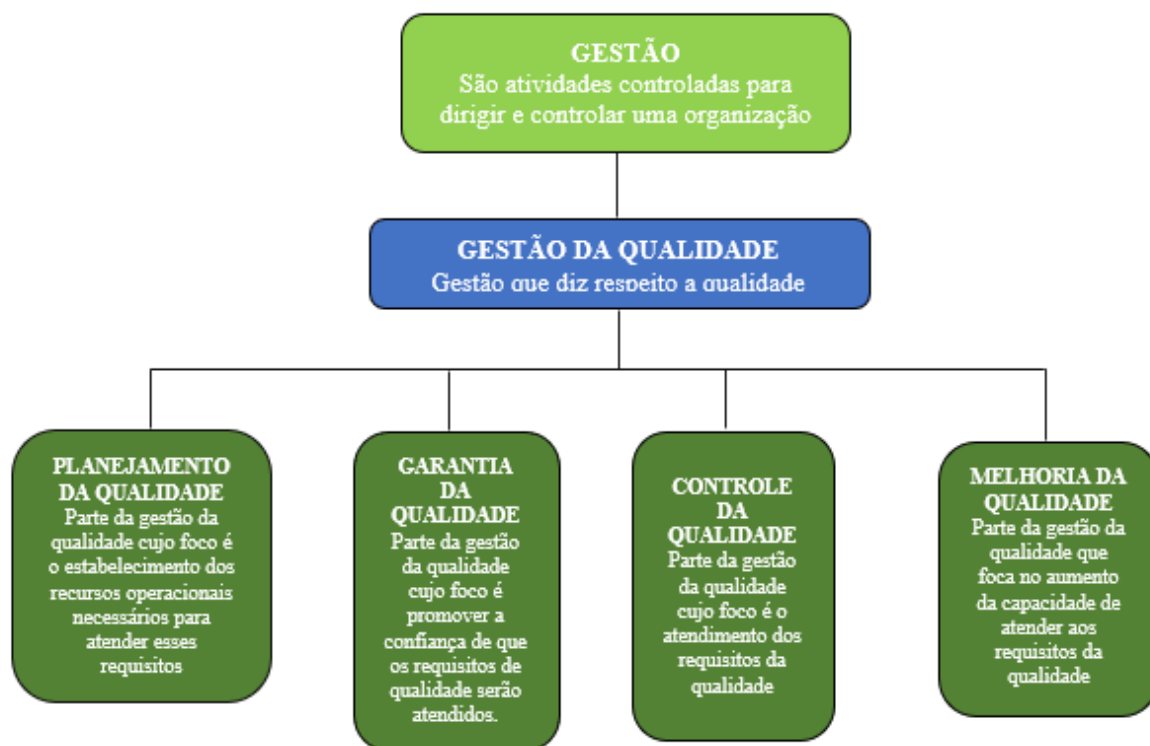 GESTÃO
São atividades controladas para
dirigir e controlar uma organização
GESTÃO DA QUALIDADE
Gestão que diz respeito a qualidade
PLANEJAMENTO
DA QUALIDADE
Parte da gestão da
qualidade cujo foco é
o estabelecimento dos
recursos operacionais
necessários para
atender esses
requisitos
GARANTIA
DA
QUALIDADE
Parte da gestão
da qualidade
cujo foco é
promover a
confiança de que
os requisitos de
qualidade serão
atendidos.
CONTROLE
DA
QUALIDADE
Parte da gestão
da qualidade
cujo foco é o
atendimento dos
requisitos da
qualidade
MELHORIA DA
QUALIDADE
Parte da gestão da
qualidade que
foca no aumento
da capacidade de
atender aos
requisitos da
qualidade